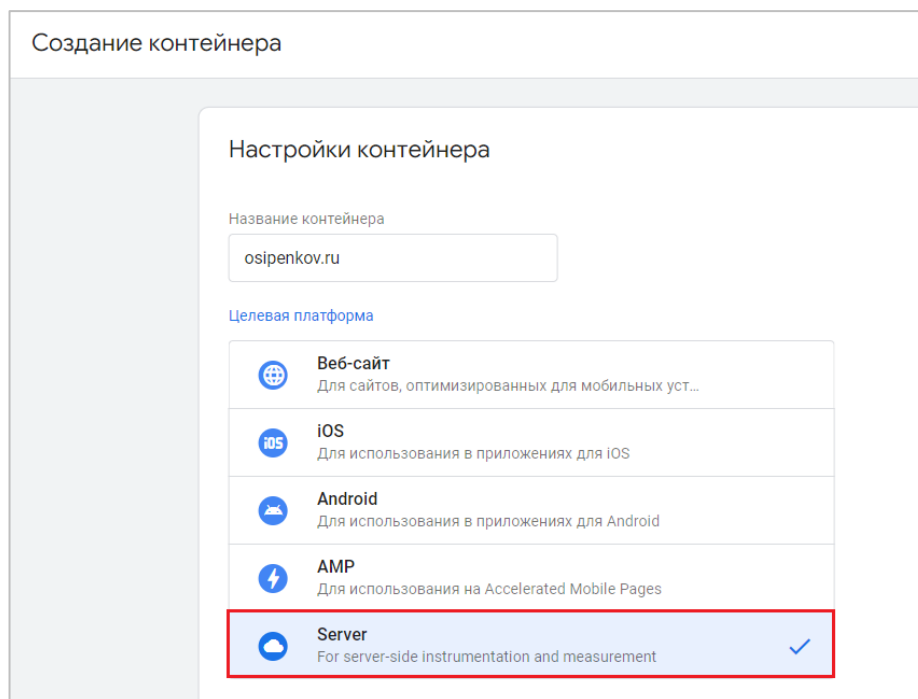 Создание контейнера
Настройки контейнера
Название контейнера
osipenkov.ru
Целевая платформа
Веб-сайт
Для сайтов, оптимизированных для мобильных уст...
iOS
iOS
Для использования в приложениях для iOS
Android
Для использования в приложениях для Android
AMP
Для использования на Accelerated Mobile Pages
Server
For server-side instrumentation and measurement